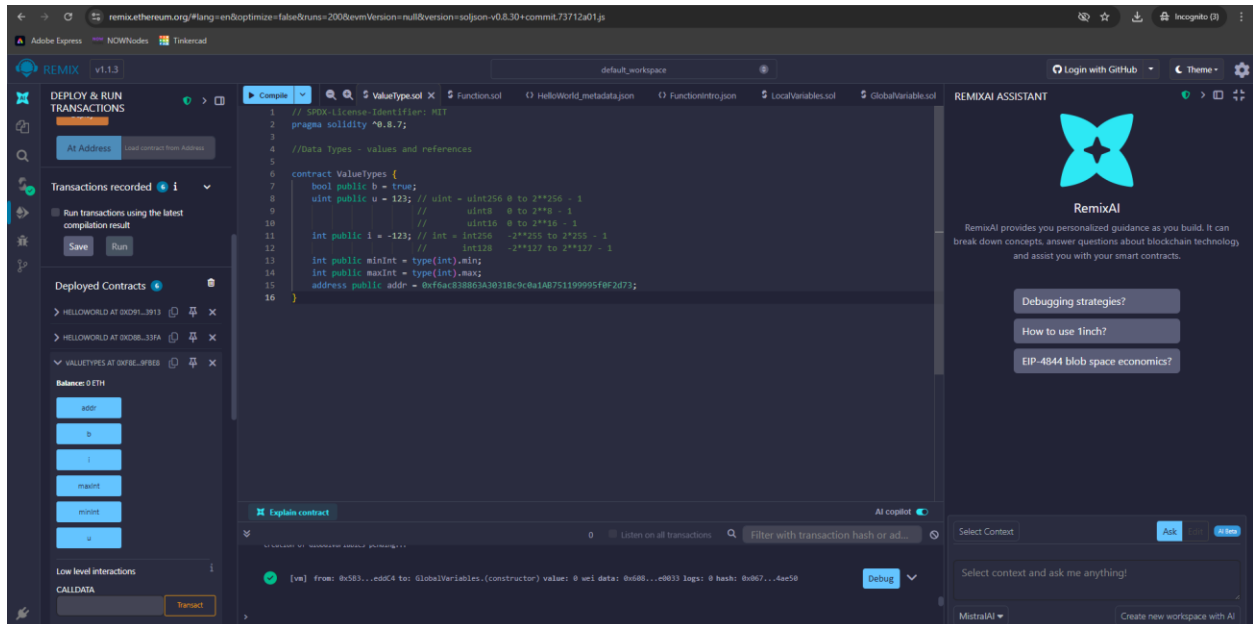 remix.ethereum.org/#lang=en&optimize=false&runs=200&evmVersion=null&version=soljson-v0.8.30+commit.73712a01.js
Incognito (3)
Adobe Express
NOWNodes
Tinkercad
REMIX
v1.1.3
default_workspace
Login with GitHub
Theme
DEPLOY & RUN
TRANSACTIONS
At Address
Load contract from Address
Transactions recorded 6 i
Run transactions using the latest
compilation result
Save
Run
Deployed Contracts 6
HELLOWORLD AT 0XD91...3913
HELLOWORLD AT 0XD8B...33FA
VALUETYPES AT 0XF8E...9FBE8
Balance: 0 ETH
addr
b
i
maxInt
minInt
u
Low level interactions
i
CALLDATA
Transact
Compile
ValueType.sol
Function.sol
HelloWorld_metadata.json
FunctionIntro.json
LocalVariables.sol
GlobalVariable.sol
1 // SPDX-License-Identifier: MIT
2 pragma solidity ^0.8.7;
3
4 //Data Types - values and references
5
6 contract ValueTypes {
7 bool public b = true;
8 uint public u = 123; // uint = uint256 0 to 2**256 - 1
9 // uint8 0 to 2**8 - 1
10 // uint16 0 to 2**16 - 1
11 int public i = -123; // int = int256 -2**255 to 2*255 - 1
12 // int128 -2**127 to 2**127 - 1
13 int public minInt = type(int).min;
14 int public maxInt = type(int).max;
15 address public addr = 0xf6ac838863A3031Bc9c0a1AB751199995f0F2d73;
16 }
Explain contract
AI copilot
0
Listen on all transactions
Filter with transaction hash or ad...
[vm] from: 0x5B3...eddC4 to: GlobalVariables.(constructor) value: 0 wei data: 0x608...e0033 logs: 0 hash: 0x067...4ae50
Debug
>
REMIXAI ASSISTANT
RemixAI
RemixAI provides you personalized guidance as you build. It can
break down concepts, answer questions about blockchain technology
and assist you with your smart contracts.
Debugging strategies?
How to use 1inch?
EIP-4844 blob space economics?
Select Context
Ask
Edit
AI Beta
Select context and ask me anything!
MistralAI
Create new workspace with AI